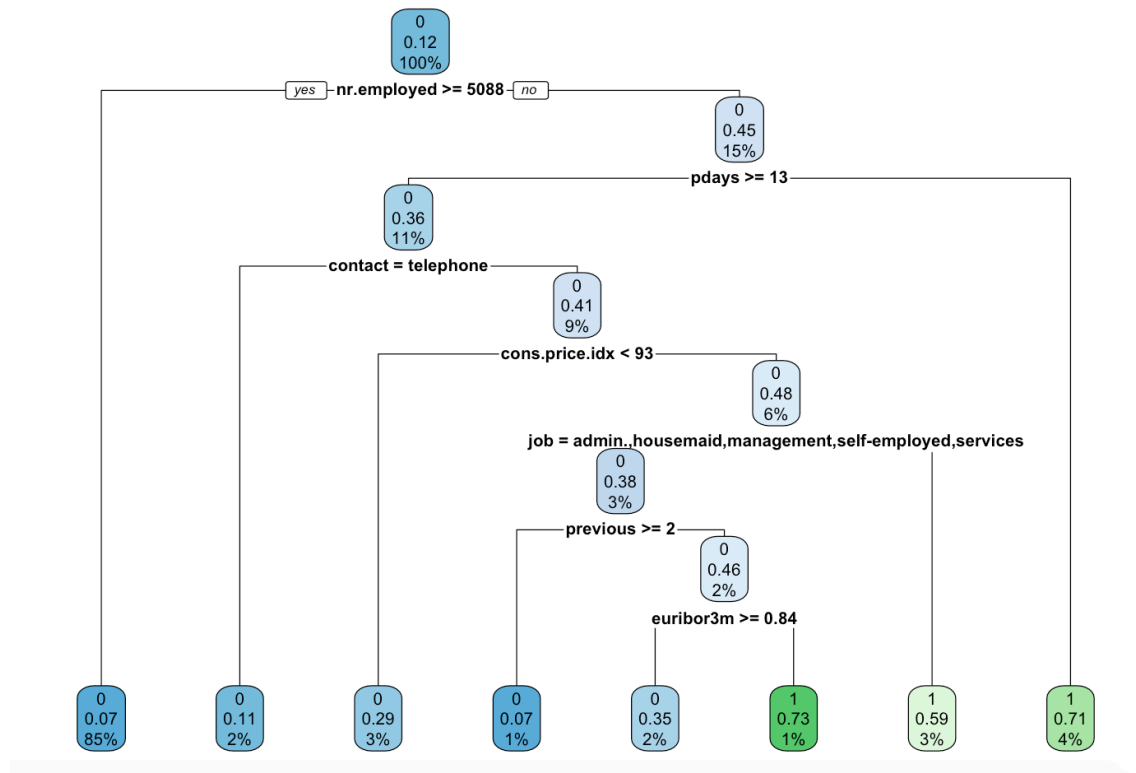 0
0.12
100%
yes nr.employed >= 5088 no
0
0.45
15%
pdays >= 13
0
0.36
11%
contact = telephone
0
0.41
9%
cons.price.idx < 93
0
0.48
6%
job = admin.,housemaid,management,self-employed,services
0
0.38
3%
previous >= 2
0
0.46
2%
euribor3m >= 0.84
0 0 0 0 0 1 1 1
0.07 0.11 0.29 0.07 0.35 0.73 0.59 0.71
85% 2% 3% 1% 2% 1% 3% 4%